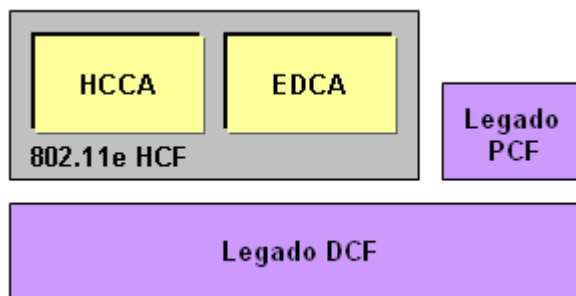 HCCA
EDCA
802.11e HCF
Legado
PCF
Legado DCF